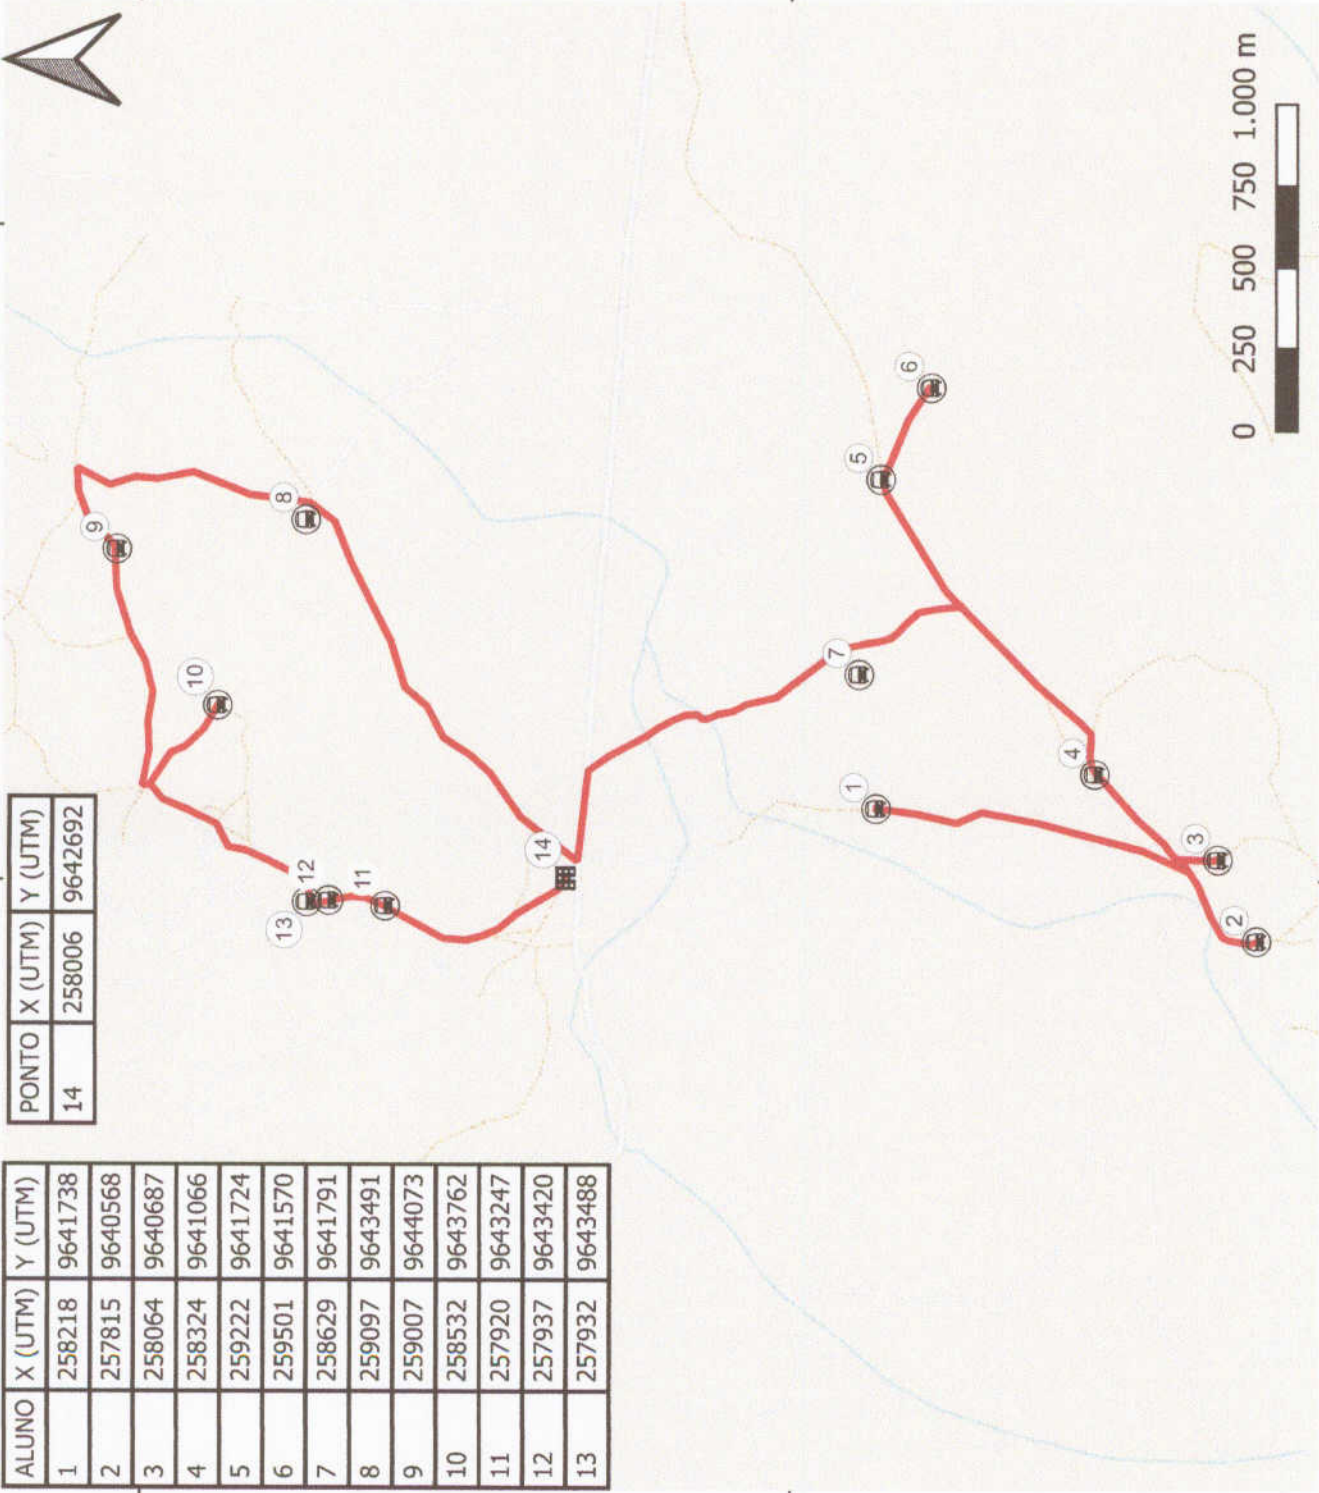 ALUNO X (UTM) Y (UTM)
1 258218 9641738
2 257815 9640568
3 258064 9640687
4 258324 9641066
5 259222 9641724
6 259501 9641570
7 258629 9641791
8 259097 9643491
9 259007 9644073
10 258532 9643762
11 257920 9643247
12 257937 9643420
13 257932 9643488
PONTO X (UTM) Y (UTM)
14 258006 9642692
9
10
8
12
11
13
14
7
5
6
1
4
3
2
0 250 500 750 1.000 m